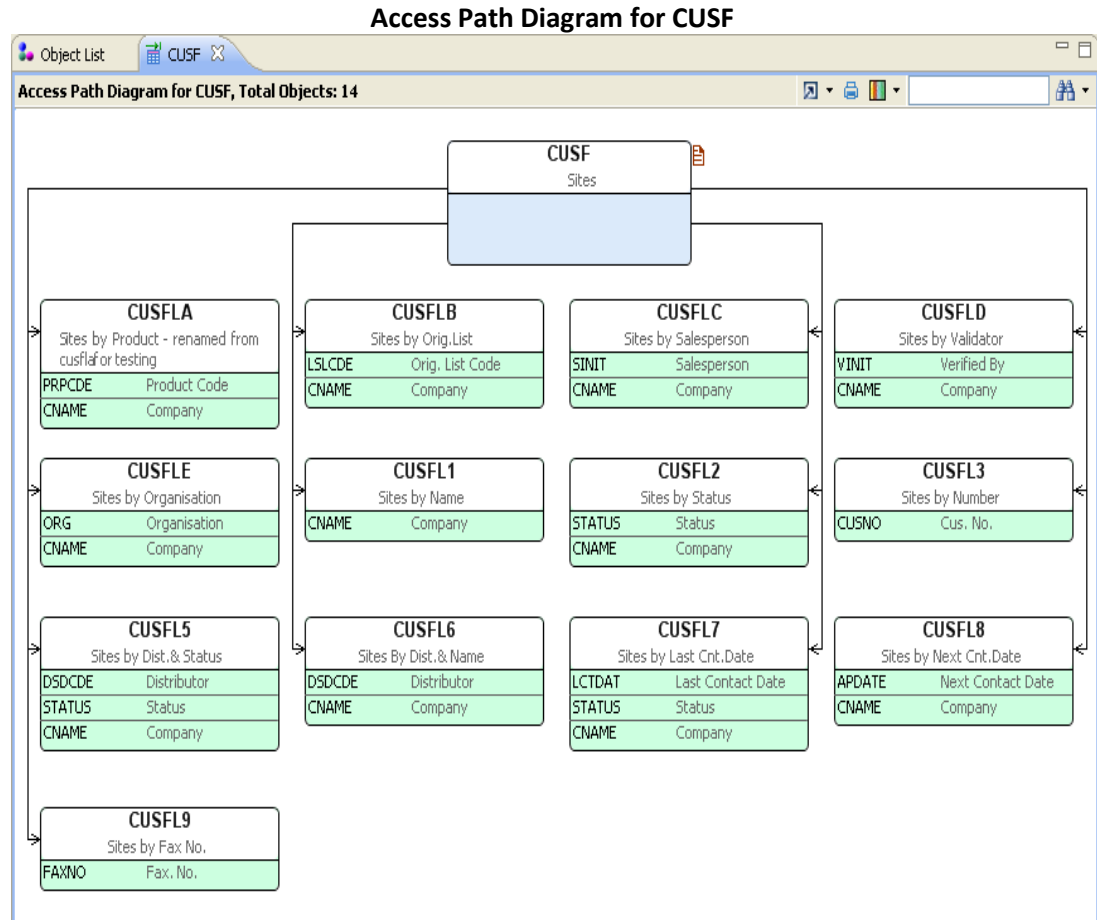 Access Path Diagram for CUSF
Object List
CUSF
Access Path Diagram for CUSF, Total Objects: 14
CUSF
Sites
CUSFLA
Sites by Product - renamed from
cusflafor testing
PRPCDE Product Code
CNAME Company
CUSFLB
Sites by Orig.List
LSLCDE Orig. List Code
CNAME Company
CUSFLC
Sites by Salesperson
SINIT Salesperson
CNAME Company
CUSFLD
Sites by Validator
VINIT Verified By
CNAME Company
CUSFLE
Sites by Organisation
ORG Organisation
CNAME Company
CUSFL1
Sites by Name
CNAME Company
CUSFL2
Sites by Status
STATUS Status
CNAME Company
CUSFL3
Sites by Number
CUSNO Cus. No.
CUSFL5
Sites by Dist.& Status
DSDCDE Distributor
STATUS Status
CNAME Company
CUSFL6
Sites By Dist.& Name
DSDCDE Distributor
CNAME Company
CUSFL7
Sites by Last Cnt.Date
LCTDAT Last Contact Date
STATUS Status
CNAME Company
CUSFL8
Sites by Next Cnt.Date
APDATE Next Contact Date
CNAME Company
CUSFL9
Sites by Fax No.
FAXNO Fax. No.